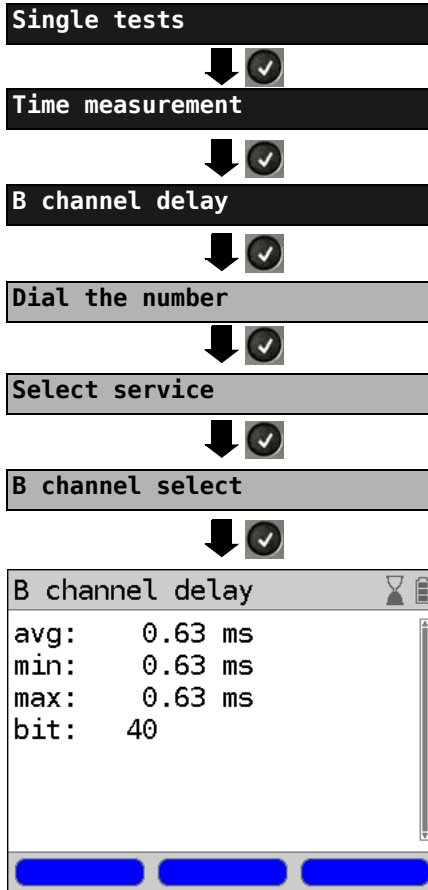 Single tests
Time measurement
B channel delay
Dial the number
Select service
B channel select
B channel delay
avg: 0.63 ms
min: 0.63 ms
max: 0.63 ms
bit: 40